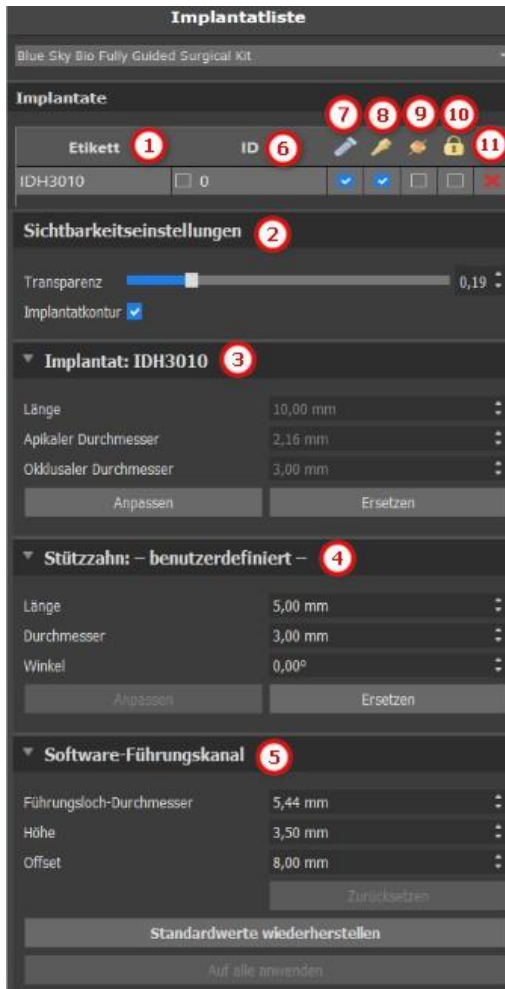 Implantatliste
Blue Sky Bio Fully Guided Surgical Kit
Implantate
7 8 9 10
Etikett 1 ID 6 11
IDH3010 0
Sichtbarkeitseinstellungen 2
Transparenz 0,19
Implantatkontur
Implantat: IDH3010 3
Länge 10,00 mm
Apikaler Durchmesser 2,16 mm
Okklusaler Durchmesser 3,00 mm
Anpassen Ersetzen
Stützzahn: – benutzerdefiniert – 4
Länge 5,00 mm
Durchmesser 3,00 mm
Winkel 0,00º
Anpassen Ersetzen
Software-Führungskanal 5
Führungsloch-Durchmesser 5,44 mm
Höhe 3,50 mm
Offset 8,00 mm
Zurücksetzen
Standardwerte wiederherstellen
Auf alle anwenden